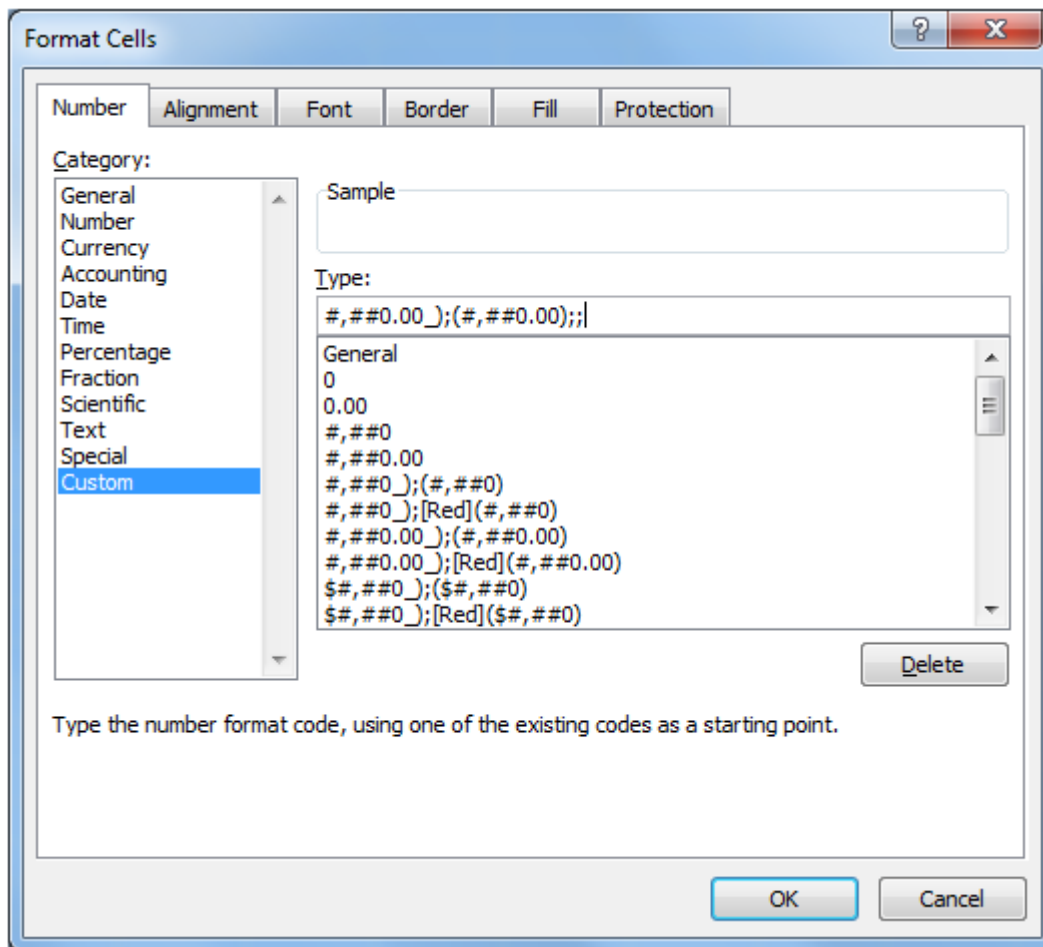 Format Cells
?
X
Number Alignment Font Border Fill Protection
Category:
General
Number
Currency
Accounting
Date
Time
Percentage
Fraction
Scientific
Text
Special
Custom
Sample
Type:
#,##0.00_);(#,##0.00);;
General
0
0.00
#,##0
#,##0.00
#,##0_);(#,##0)
#,##0_);[Red](#,##0)
#,##0.00_);(#,##0.00)
#,##0.00_);[Red](#,##0.00)
$#,##0_);($#,##0)
$#,##0_);[Red]($#,##0)
Delete
Type the number format code, using one of the existing codes as a starting point.
OK Cancel